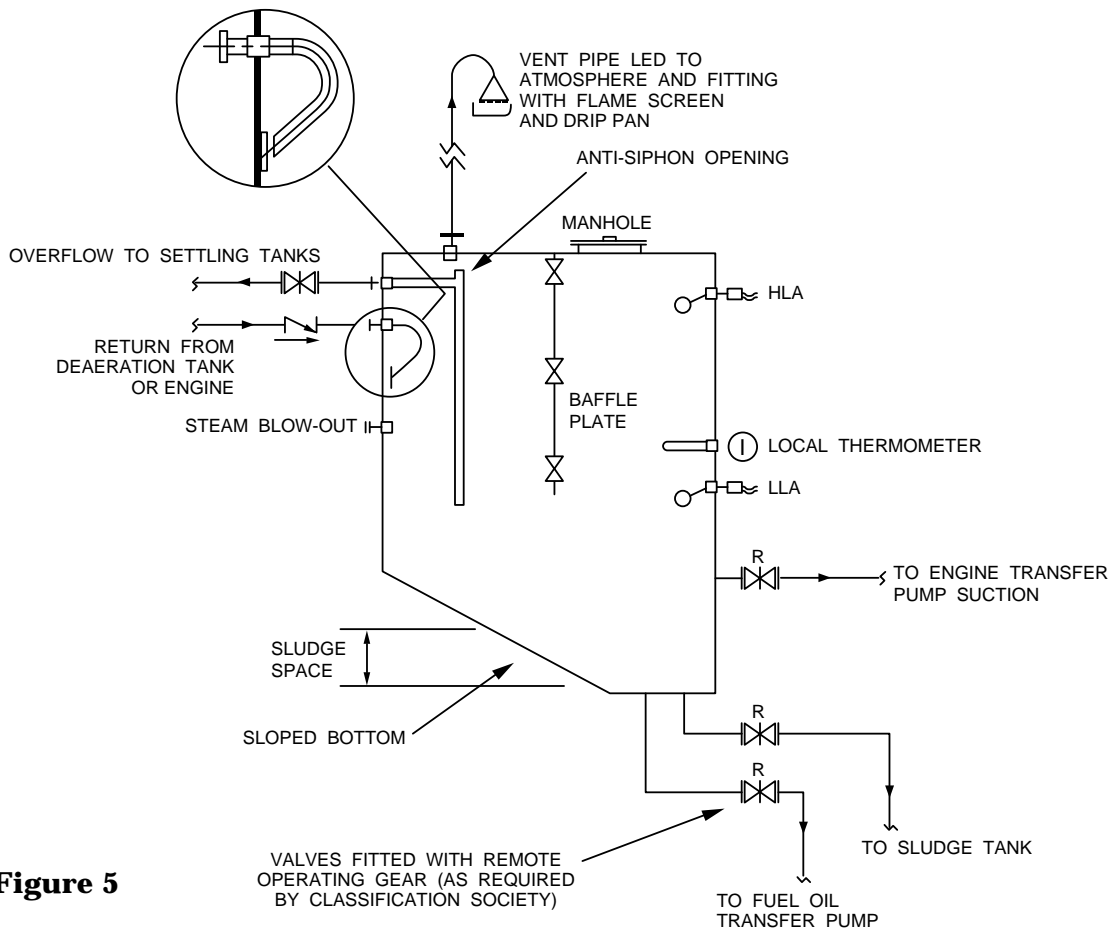 VENT PIPE LED TO
ATMOSPHERE AND FITTING
WITH FLAME SCREEN
AND DRIP PAN
ANTI-SIPHON OPENING
MANHOLE
OVERFLOW TO SETTLING TANKS
HLA
RETURN FROM
DEAERATION TANK
OR ENGINE
BAFFLE
PLATE
STEAM BLOW-OUT
LOCAL THERMOMETER
LLA
R
TO ENGINE TRANSFER
PUMP SUCTION
SLUDGE
SPACE
SLOPED BOTTOM
R
R
TO SLUDGE TANK
VALVES FITTED WITH REMOTE
OPERATING GEAR (AS REQUIRED
BY CLASSIFICATION SOCIETY)
TO FUEL OIL
TRANSFER PUMP
Figure 5